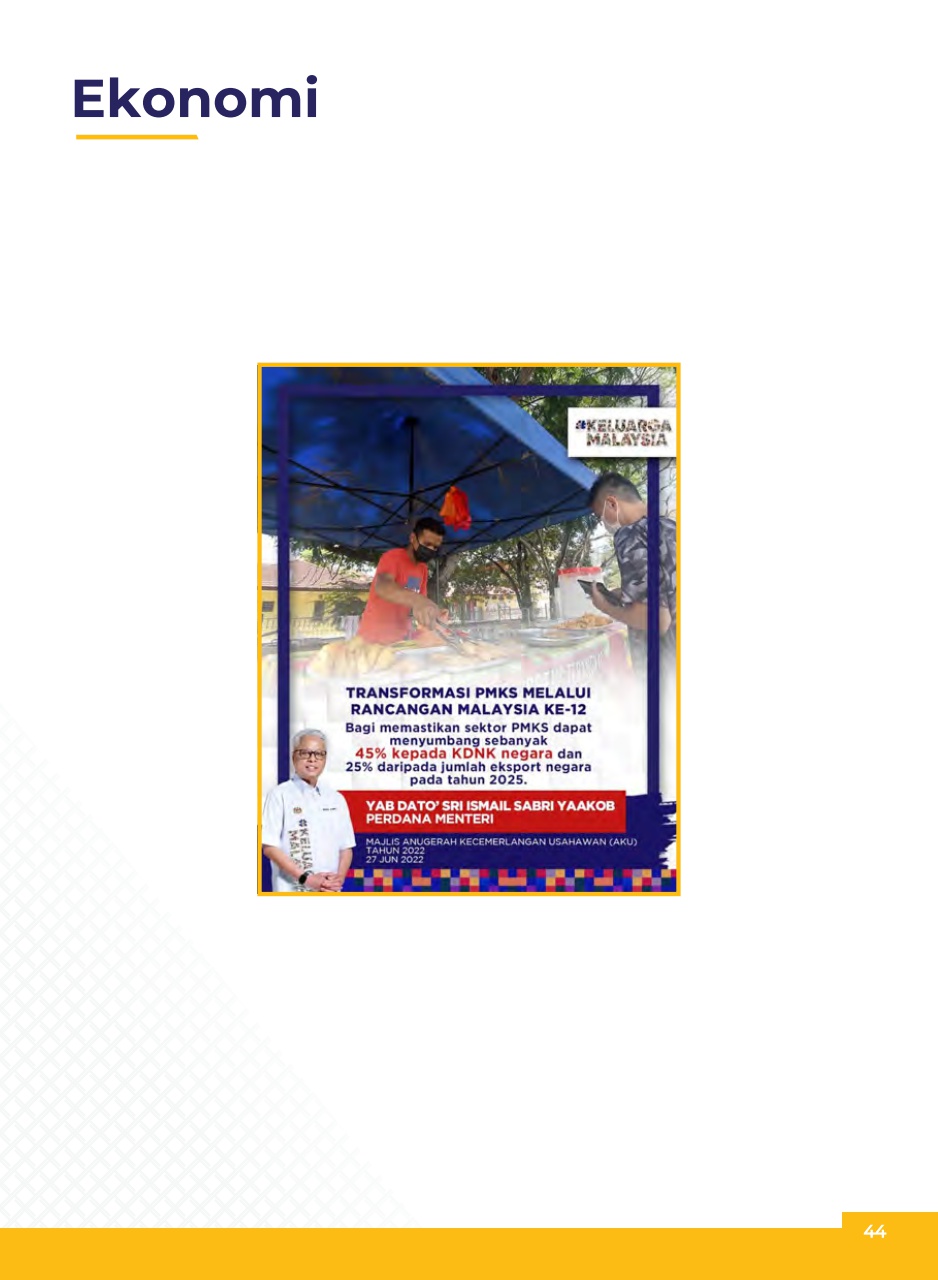 Ekonomi
#KELUARGA
MALAYSIA
TRANSFORMASI PMKS MELALUI
RANCANGAN MALAYSIA KE-12
Bagi memastikan sektor PMKS dapat
menyumbang sebanyak
45% kepada KDNK negara dan
25% daripada jumlah eksport negara
pada tahun 2025.
YAB DATO' SRI ISMAIL SABRI YAAKOB
PERDANA MENTERI
MAJLIS ANUGERAH KECEMERLANGAN USAHAWAN (AKU)
TAHUN 2022
27 JUN 2022
44